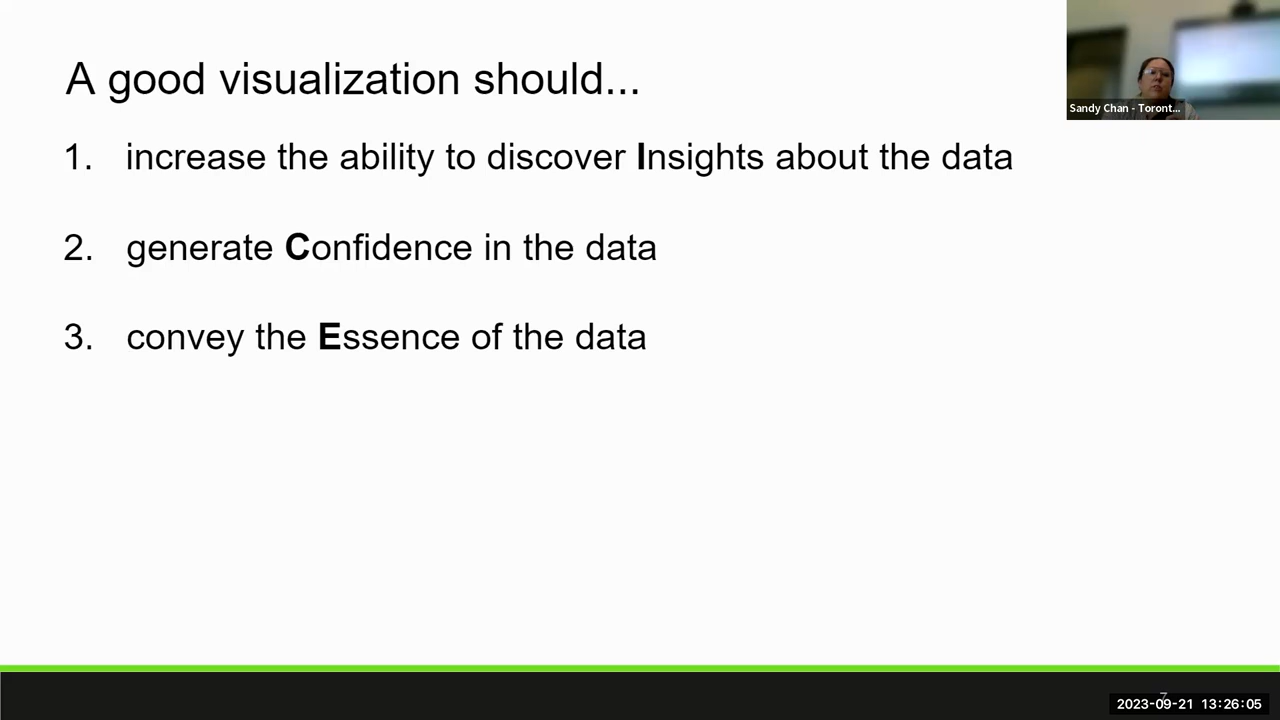 A good visualization should...
Sandy Chan - Toront...
1. increase the ability to discover Insights about the data
2. generate Confidence in the data
3. convey the Essence of the data
7
2023-09-21 13:26:05